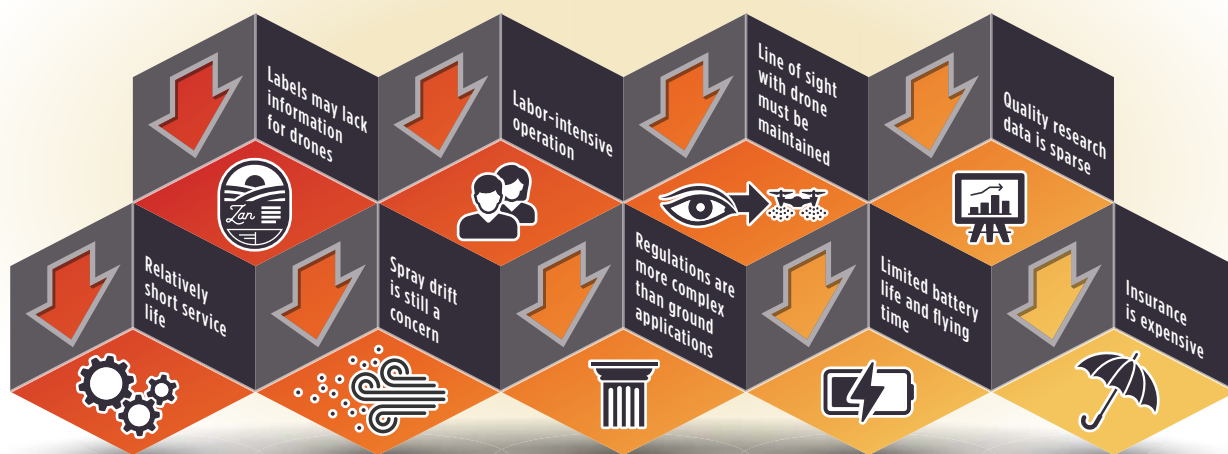 Labels may lack
information
for drones
Labor-intensive
operation
Line of sight
with drone
must be
maintained
Quality research
data is sparse
Zan
Relatively
short service
life
Spray drift
is still a
concern
Regulations are
more complex
than ground
applications
Limited battery
life and flying
time
Insurance
is expensive